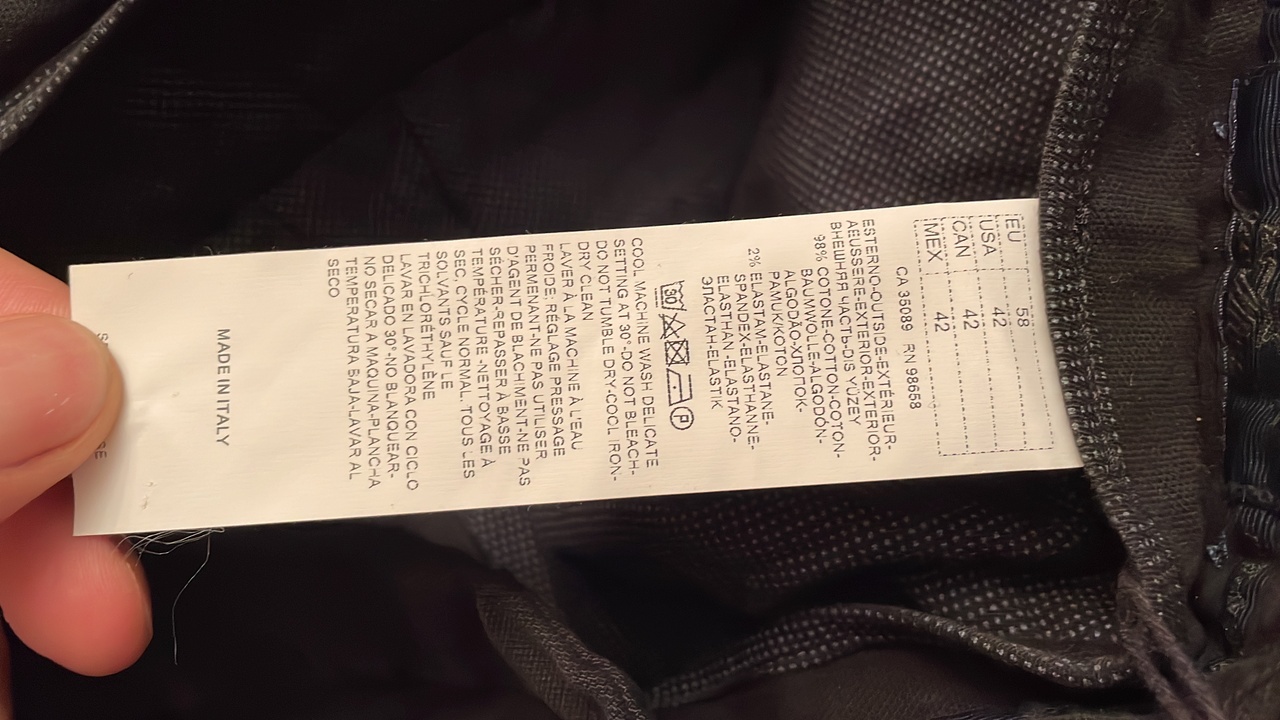 EU 58
USA 42
CAN 42
MEX 42
CA 35089 RN 98658
ESTERNO-OUTSIDE-EXTÉRIEUR-
AEUSSERE-EXTERIOR-EXTERIOR-
ВНЕШНЯЯ ЧАСТЬ-DIS YÜZEY
98% COTONE-COTTON-COTON-
BAUMWOLLE-ALGODÓN-
ALGODÃO-ХЛОПОК-
PAMUK/KOTON
2% ELASTAM-ELASTANE-
SPANDEX-ELASTHANNE-
ELASTHAN-ELASTANO-
ЭЛАСТАН-ELASTIK
30 P
COOL MACHINE WASH DELICATE
SETTING AT 30°-DO NOT BLEACH-
DO NOT TUMBLE DRY-COOL IRON-
DRY CLEAN
LAVER À LA MACHINE À L'EAU
FROIDE: RÉGLAGE PRESSAGE
PERMENANT-NE PAS UTILISER
D'AGENT DE BLACHIMENT-NE PAS
SÉCHER-REPASSER À BASSE
TEMPÉRATURE -NETTOYAGE À
SEC, CYCLE NORMAL, TOUS LES
SOLVANTS SAUF LE
TRICHLORÉTHYLÈNE
LAVAR EN LAVADORA CON CICLO
DELICADO 30°-NO BLANQUEAR-
NO SECAR A MAQUINA-PLANCHA
TEMPERATURA BAJA-LAVAR AL
SECO
MADE IN ITALY